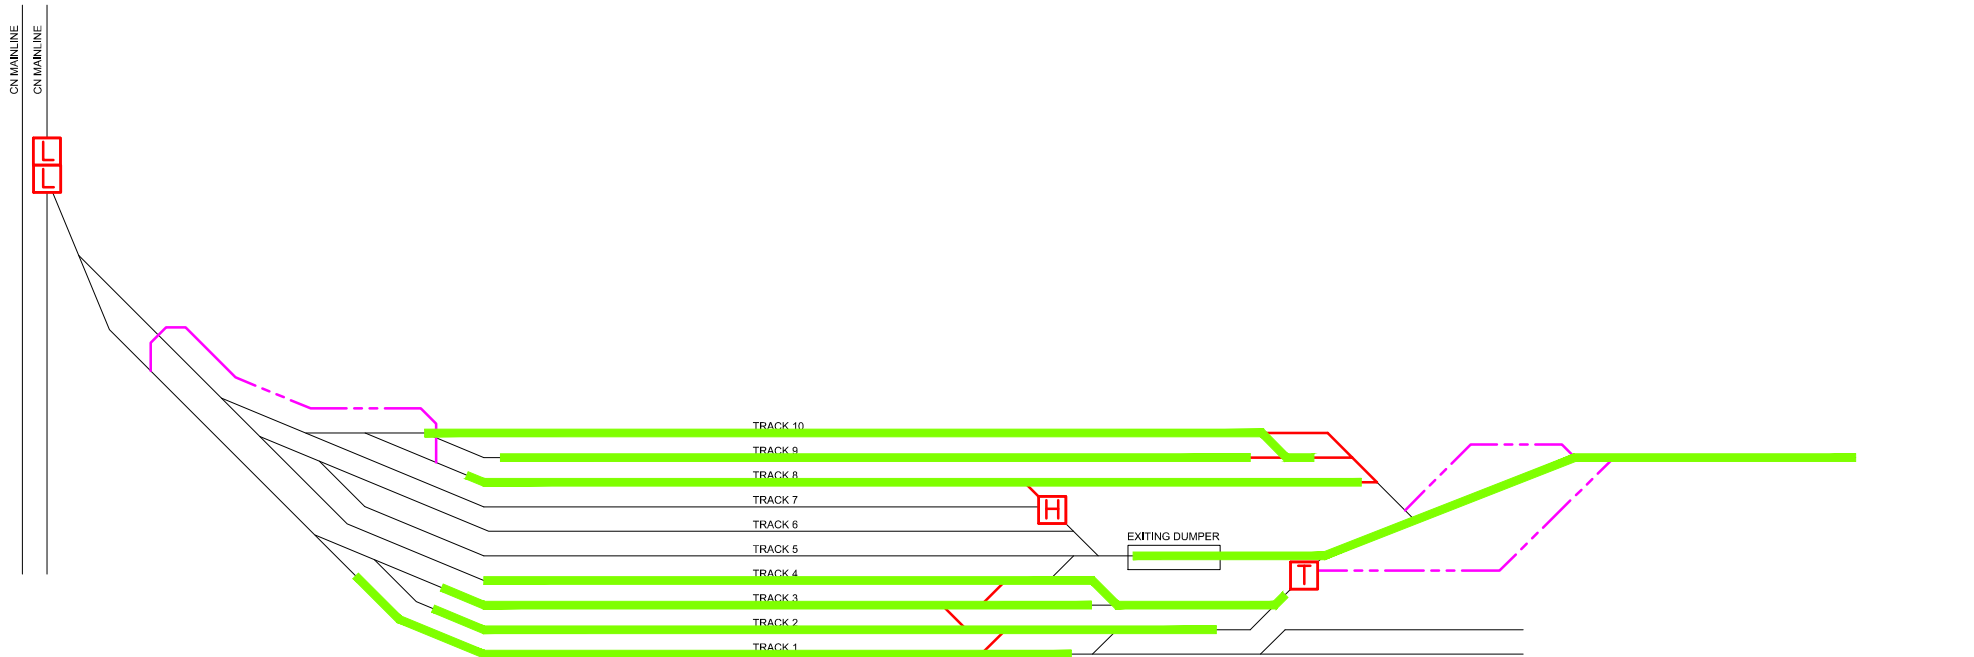 CN MAINLINE
CN MAINLINE
L
L
TRACK 10
TRACK 9
TRACK 8
TRACK 7
H
TRACK 6
EXITING DUMPER
TRACK 5
TRACK 4
T
TRACK 3
TRACK 2
TRACK 1